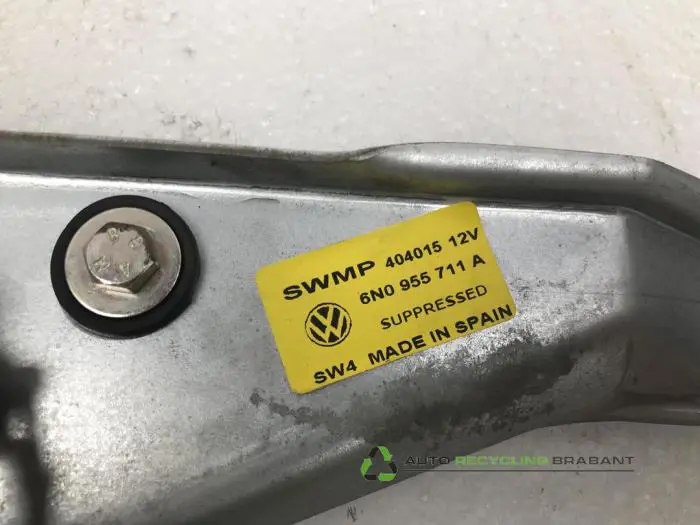 SWMP 404015 12V
6N0 955 711 A
SUPPRESSED
SW4 MADE IN SPAIN
AUTO RECYCLING BRABANT